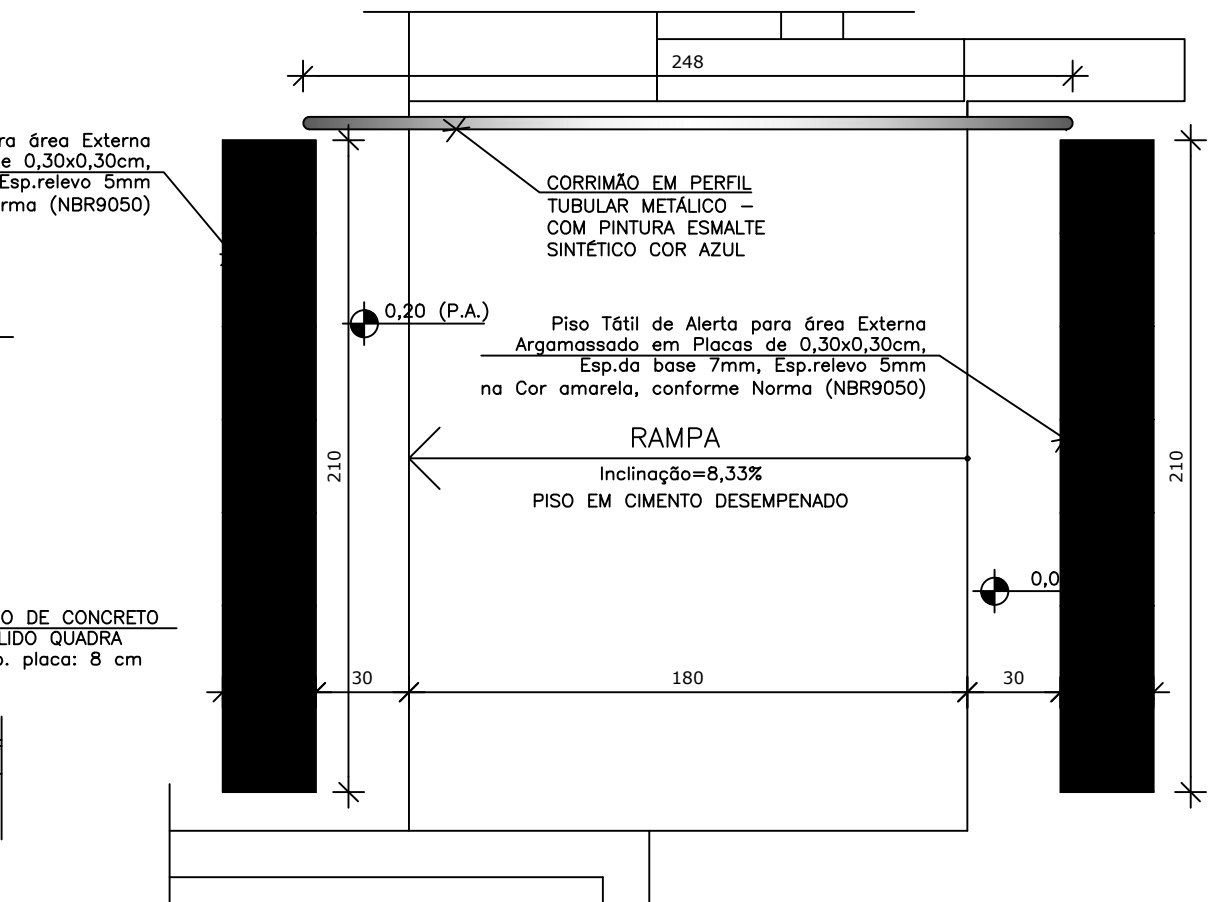 248
área Externa
0,30x0,30cm,
Esp.relevo 5mm
(NBR9050)
CORRIMÃO EM PERFIL
TUBULAR METÁLICO –
COM PINTURA ESMALTE
SINTÉTICO COR AZUL
0,20 (P.A.)
Piso Tátil de Alerta para área Externa
Argamassado em Placas de 0,30x0,30cm,
Esp.da base 7mm, Esp.relevo 5mm
na Cor amarela, conforme Norma (NBR9050)
RAMPA
Inclinação=8,33%
PISO EM CIMENTO DESEMPENADO
210
210
0,0
DE CONCRETO
QUADRA
placa: 8 cm
30
180
30